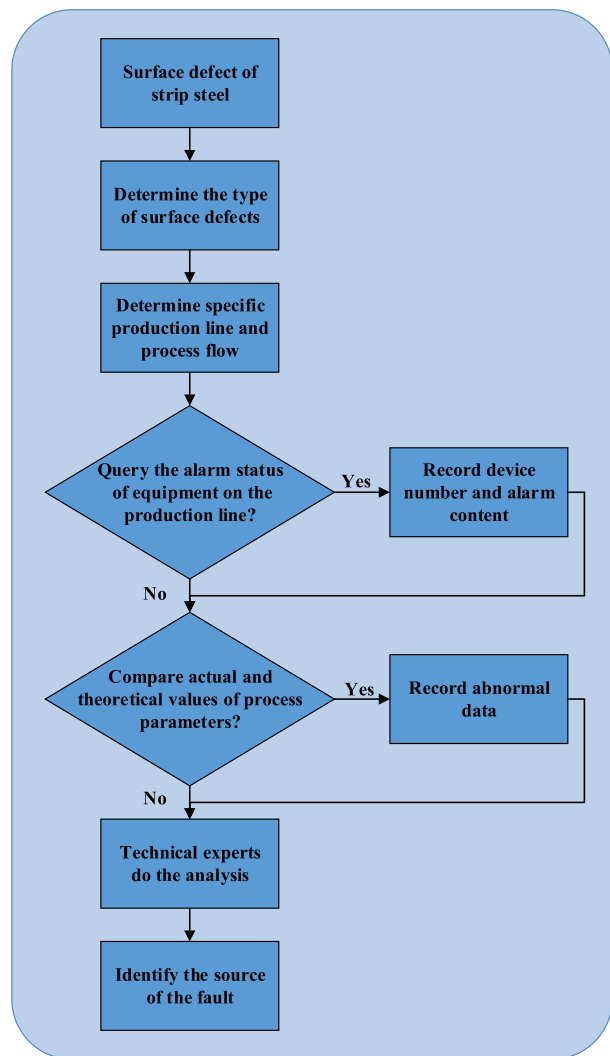 Surface defect of
strip steel
Determine the type
of surface defects
Determine specific
production line and
process flow
Query the alarm status
of equipment on the
production line?
Yes
Record device
number and alarm
content
No
Compare actual and
theoretical values of process
parameters?
Yes
Record abnormal
data
No
Technical experts
do the analysis
Identify the source
of the fault